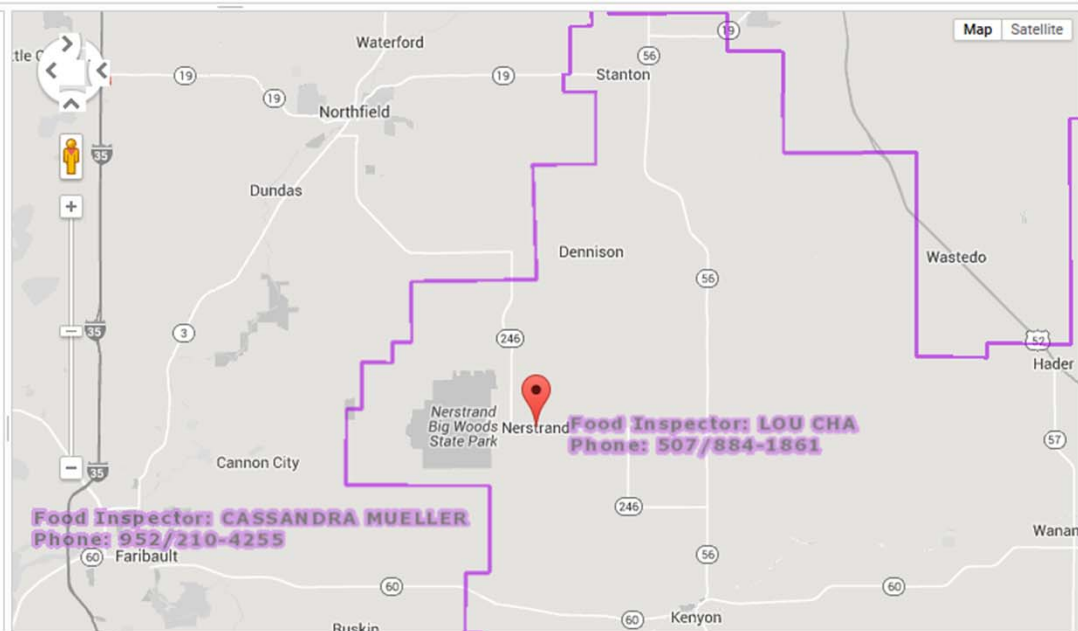 Map Satellite
19
Waterford
56
Stanton
19
19
19
Northfield
35
Dundas
Dennison
Wastedo
56
35
3
246
52
Hader
Nerstrand
Big Woods
State Park
Nerstrand
Food Inspector: LOU CHA
Phone: 507/884-1861
57
Cannon City
35
246
Food Inspector: CASSANDRA MUELLER
Phone: 952/210-4255
Wanan
60
Faribault
56
60
60
Kenyon
60
Ruskin